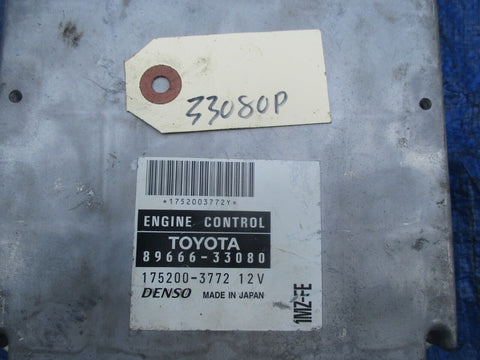 33080P
*1752003772Y*
ENGINE CONTROL
TOYOTA
89666-33080
175200-3772 12V
DENSO MADE IN JAPAN
1MZ-FE